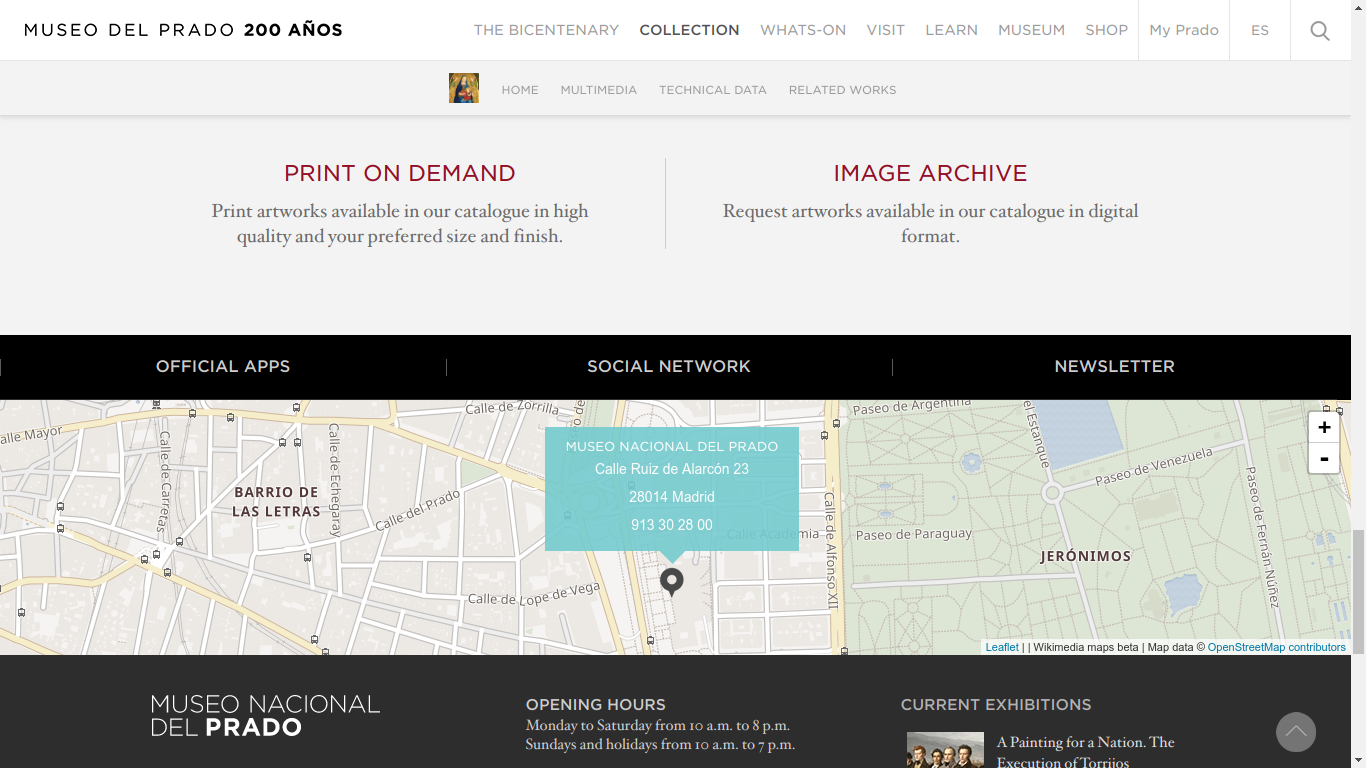 MUSEO DEL PRADO 200 AÑOS
THE BICENTENARY
COLLECTION
WHATS-ON
VISIT
LEARN
MUSEUM
SHOP
My Prado
ES
HOME
MULTIMEDIA
TECHNICAL DATA
RELATED WORKS
PRINT ON DEMAND
Print artworks available in our catalogue in high
quality and your preferred size and finish.
IMAGE ARCHIVE
Request artworks available in our catalogue in digital
format.
OFFICIAL APPS
SOCIAL NETWORK
NEWSLETTER
Calle de Zorrilla
alle Mayor
Calle de Carretas
Calle de Echegaray
BARRIO DE
LAS LETRAS
Calle del Prado
Calle de Lope de Vega
MUSEO NACIONAL DEL PRADO
Calle Ruiz de Alarcón 23
28014 Madrid
913 30 28 00
Calle Academia
Calle de Alfonso XII
Paseo de Argentina
el Estanque
Paseo de Venezuela
Paseo de Paraguay
JERÓNIMOS
Paseo de Fernán-Núñez
+
-
Leaflet | | Wikimedia maps beta | Map data © OpenStreetMap contributors
MUSEO NACIONAL
DEL PRADO
OPENING HOURS
Monday to Saturday from 10 a.m. to 8 p.m.
Sundays and holidays from 10 a.m. to 7 p.m.
CURRENT EXHIBITIONS
A Painting for a Nation. The
Execution of Torrijos